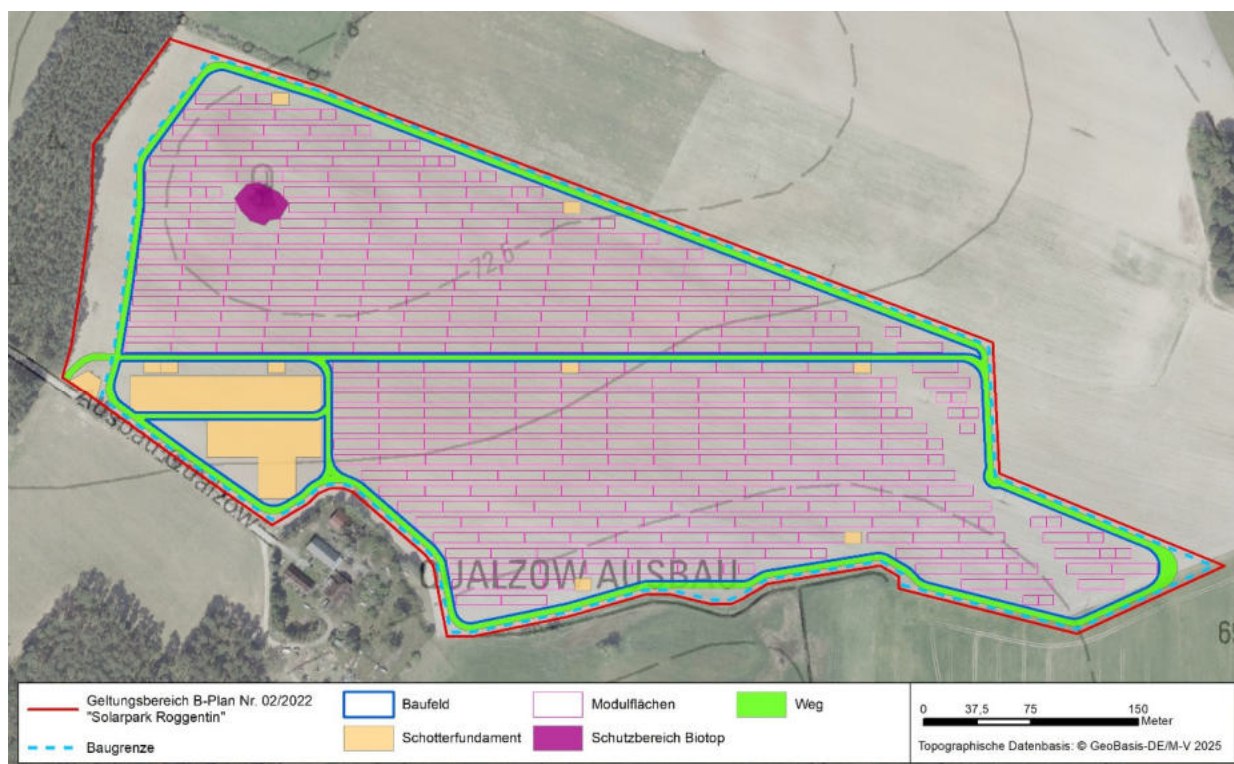 72,5
Ausbau Qualzow
QUALZOW AUSBAU
Geltungsbereich B-Plan Nr. 02/2022
"Solarpark Roggentin"
Baugrenze
Baufeld
Schotterfundament
Modulflächen
Schutzbereich Biotop
Weg
0 37,5 75 150
Meter
Topographische Datenbasis: © GeoBasis-DE/M-V 2025